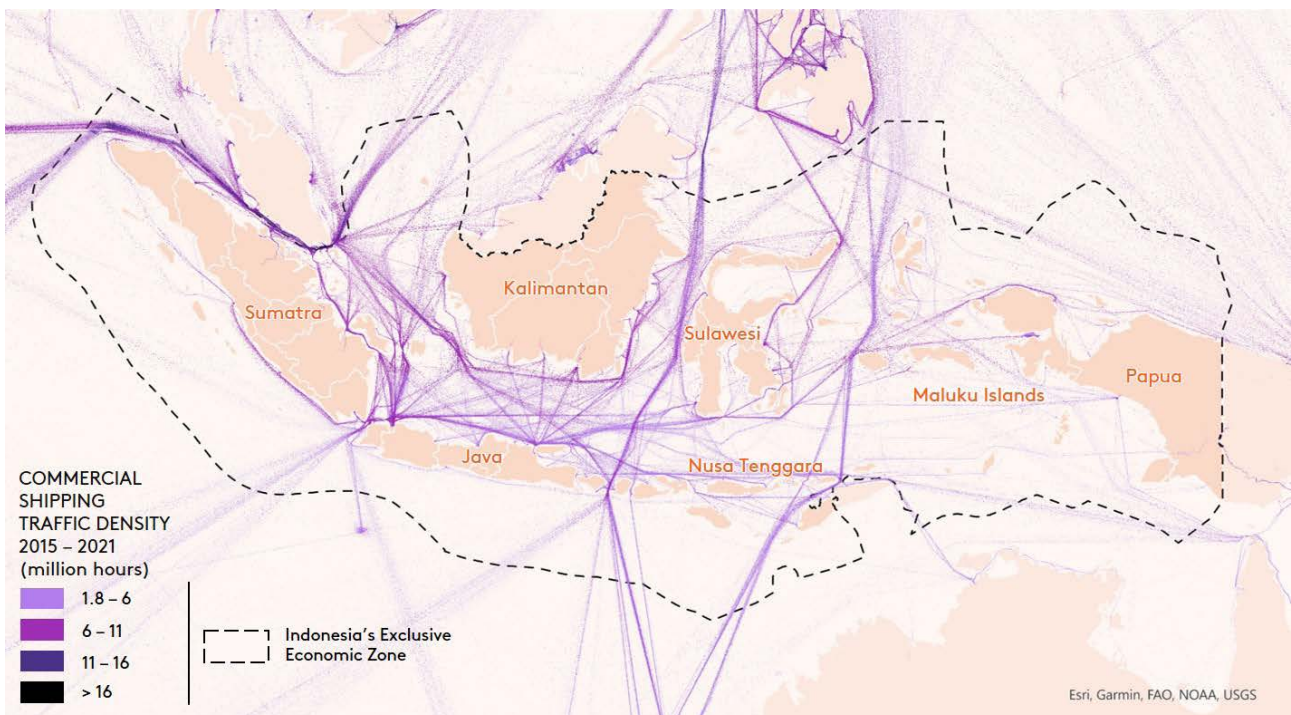 Kalimantan
Sumatra
Sulawesi
Papua
Maluku Islands
Java
Nusa Tenggara
COMMERCIAL
SHIPPING
TRAFFIC DENSITY
2015 – 2021
(million hours)
1.8 – 6
6 – 11
11 – 16
> 16
Indonesia's Exclusive
Economic Zone
Esri, Garmin, FAO, NOAA, USGS